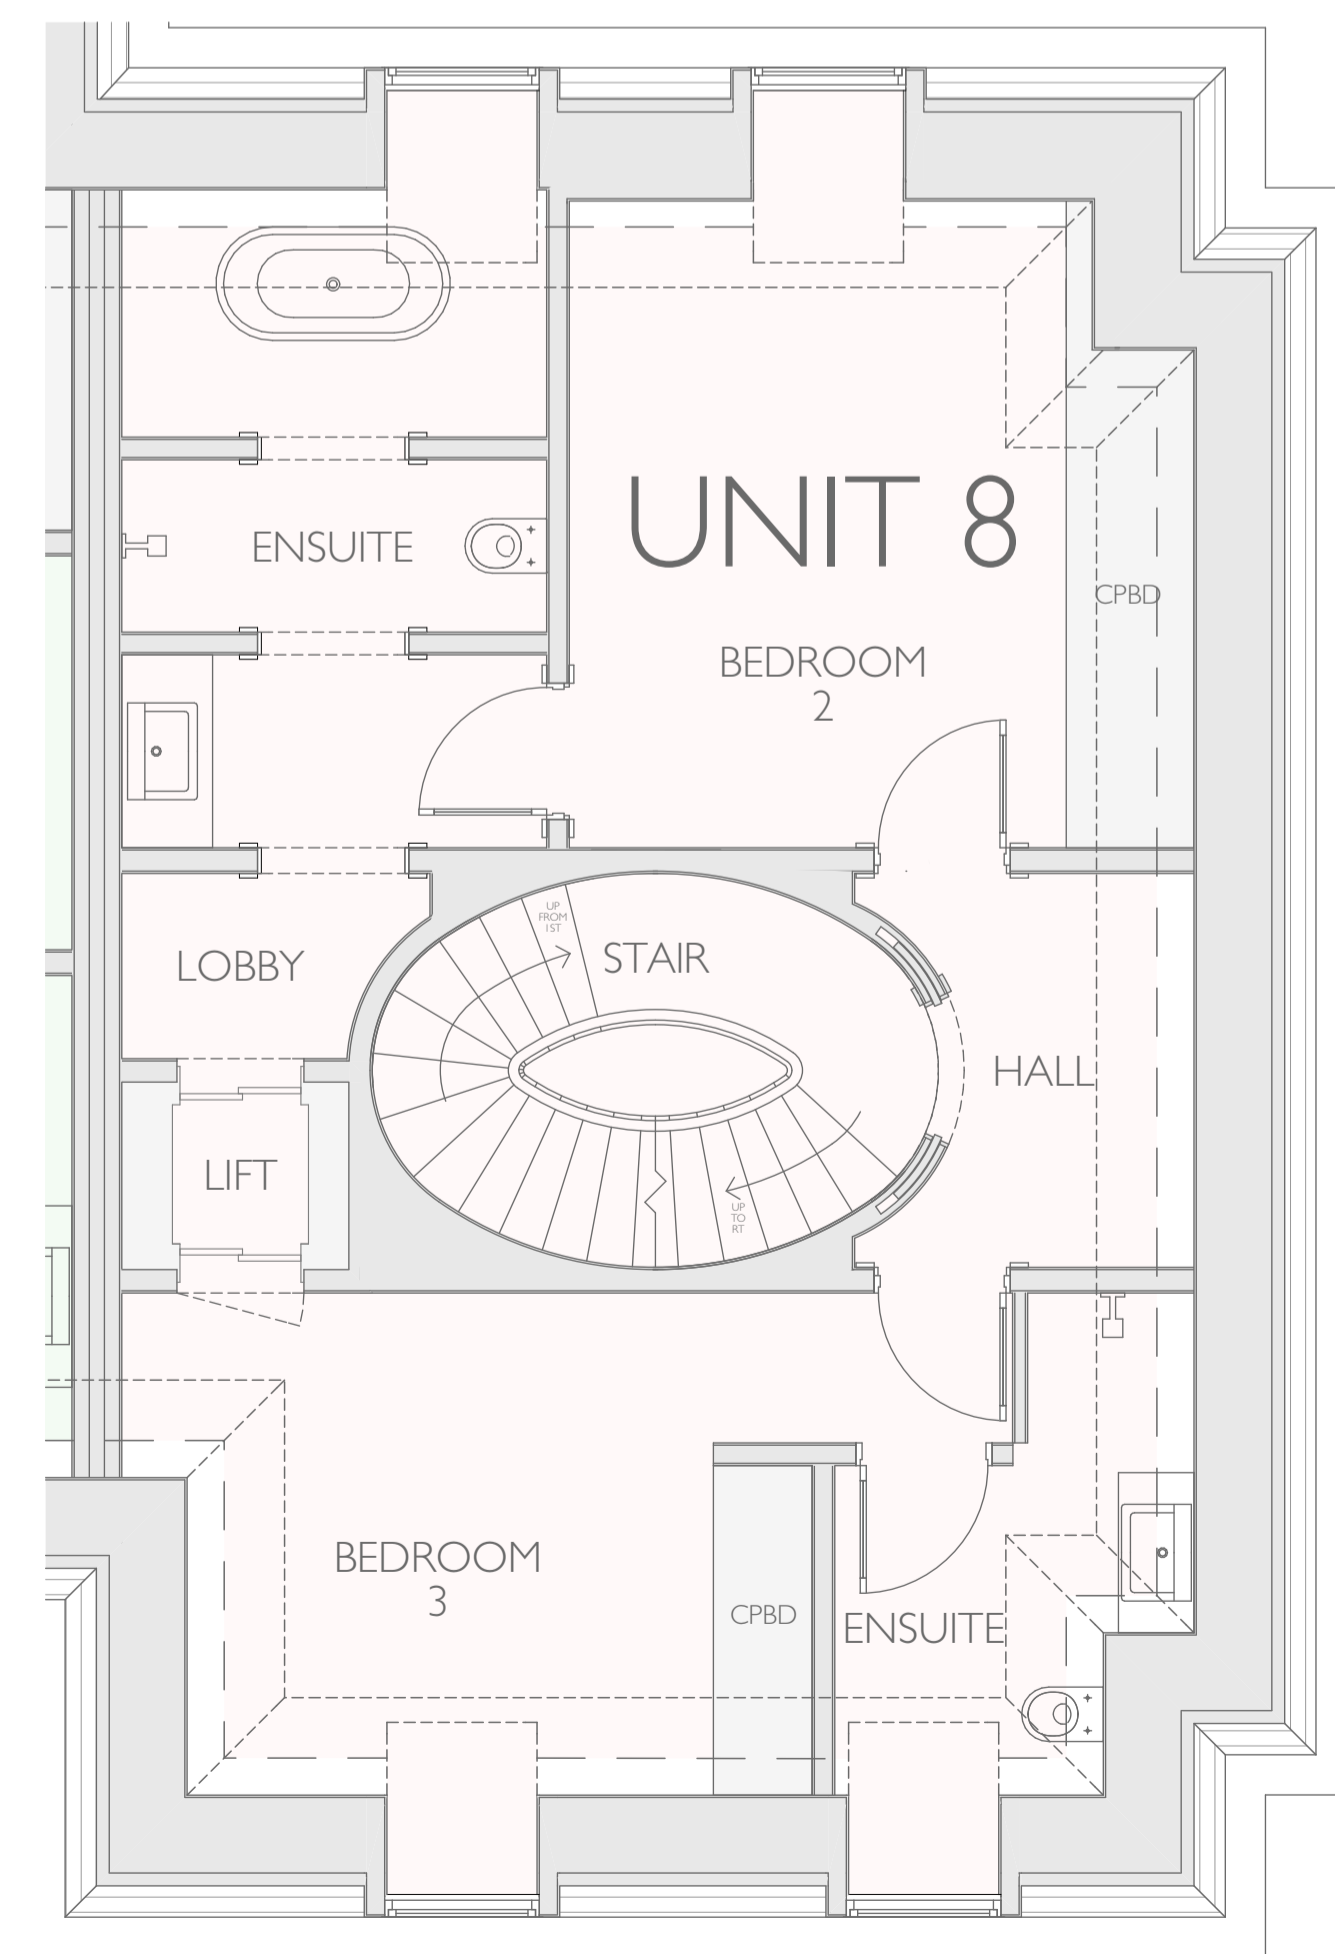 UNIT 8
ENSUITE
CPBD
BEDROOM
2
UP
FROM
1ST
STAIR
LOBBY
HALL
LIFT
UP
TO
RT
BEDROOM
3
CPBD
ENSUITE